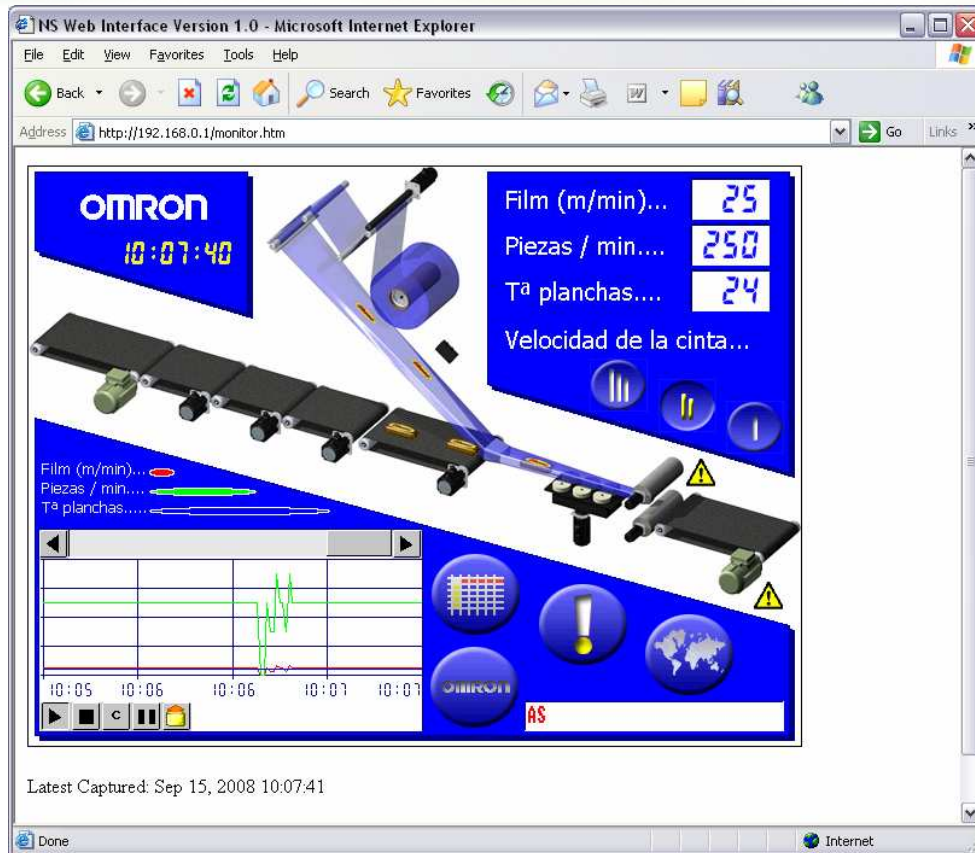 NS Web Interface Version 1.0 - Microsoft Internet Explorer
File Edit View Favorites Tools Help
Back Search Favorites
Address http://192.168.0.1/monitor.htm Go Links »
OMRON
10:07:40
Film (m/min)... 25
Piezas / min.... 250
Tª planchas.... 24
Velocidad de la cinta...
Film (m/min)...
Piezas / min....
Tª planchas.....
10:05 10:06 10:06 10:07 10:07
C
OMRON
AS
Latest Captured: Sep 15, 2008 10:07:41
Done Internet